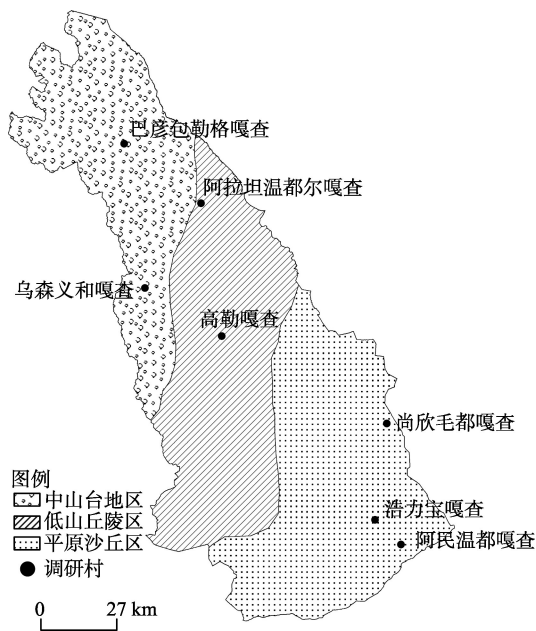 巴彦包勒格嘎查
阿拉坦温都尔嘎查
乌森义和嘎查
高勒嘎查
尚欣毛都嘎查
浩力宝嘎查
阿民温都嘎查
图例
中山台地区
低山丘陵区
平原沙丘区
调研村
0 27 km